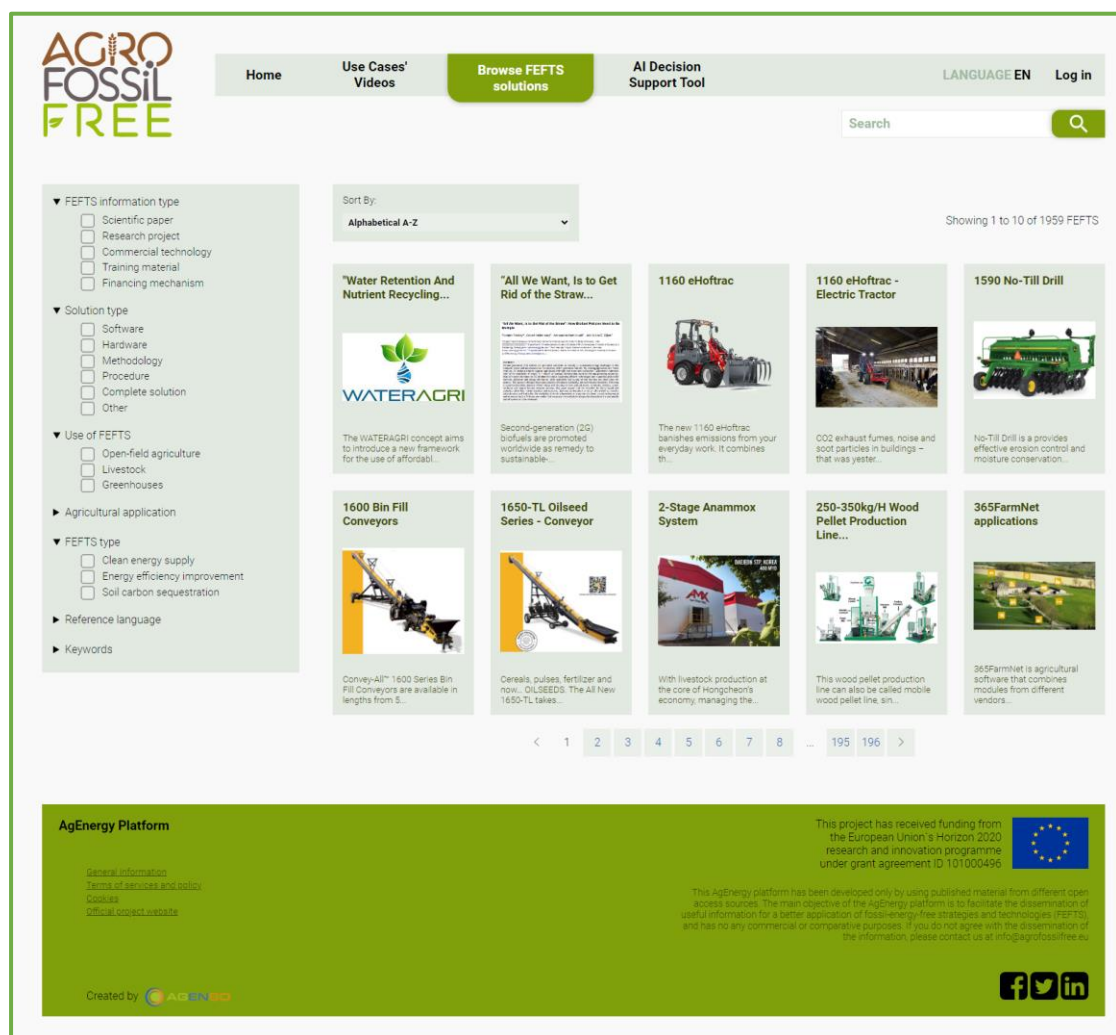 AGRO
FOSSiL
FREE
Home
Use Cases'
Videos
Browse FEFTS
solutions
AI Decision
Support Tool
LANGUAGE EN
Log in
Search
▼ FEFTS information type
Scientific paper
Research project
Commercial technology
Training material
Financing mechanism
▼ Solution type
Software
Hardware
Methodology
Procedure
Complete solution
Other
▼ Use of FEFTS
Open-field agriculture
Livestock
Greenhouses
► Agricultural application
▼ FEFTS type
Clean energy supply
Energy efficiency improvement
Soil carbon sequestration
► Reference language
► Keywords
Sort By:
Alphabetical A-Z
Showing 1 to 10 of 1959 FEFTS
"Water Retention And
Nutrient Recycling...
WATERAGRI
The WATERAGRI concept aims
to introduce a new framework
for the use of affordabl...
"All We Want, Is to Get
Rid of the Straw...
Second-generation (2G)
biofuels are promoted
worldwide as remedy to
sustainable-...
1160 eHoftrac
The new 1160 eHoftrac
banishes emissions from your
everyday work. It combines
th...
1160 eHoftrac -
Electric Tractor
CO2 exhaust fumes, noise and
soot particles in buildings –
that was yester...
1590 No-Till Drill
No-Till Drill is a provides
effective erosion control and
moisture conservation...
1600 Bin Fill
Conveyors
Convey-All™ 1600 Series Bin
Fill Conveyors are available in
lengths from 5...
1650-TL Oilseed
Series - Conveyor
Cereals, pulses, fertilizer and
now... OILSEEDS. The All New
1650-TL takes...
2-Stage Anammox
System
AMX
With livestock production at
the core of Hongcheon's
economy, managing the...
250-350kg/H Wood
Pellet Production
Line...
This wood pellet production
line can also be called mobile
wood pellet line, sin...
365FarmNet
applications
365FarmNet is agricultural
software that combines
modules from different
vendors...
< 1 2 3 4 5 6 7 8 ... 195 196 >
AgEnergy Platform
General Information
Terms of services and policy
Cookies
Official project website
Created by AGENSO
This project has received funding from
the European Union`s Horizon 2020
research and innovation programme
under grant agreement ID 101000496
This AgEnergy platform has been developed only by using published material from different open
access sources. The main objective of the AgEnergy platform is to facilitate the dissemination of
useful information for a better application of fossil-energy-free strategies and technologies (FEFTS),
and has no any commercial or comparative purposes. If you do not agree with the dissemination of
the information, please contact us at info@agrofossilfree.eu